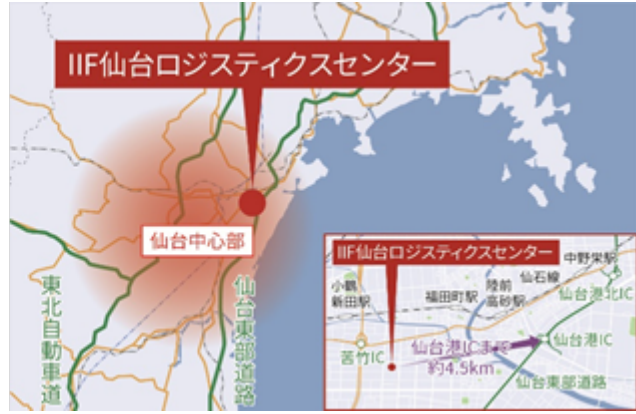 IIF仙台ロジスティクスセンター
仙台中心部
東北自動車道
仙台東部道路
IIF仙台ロジスティクスセンター
中野栄駅
仙石線
陸前
高砂駅
福田町駅
小鶴
新田駅
仙台港北IC
仙台港IC
苦竹IC
仙台港ICまで
約4.5km
仙台東部道路